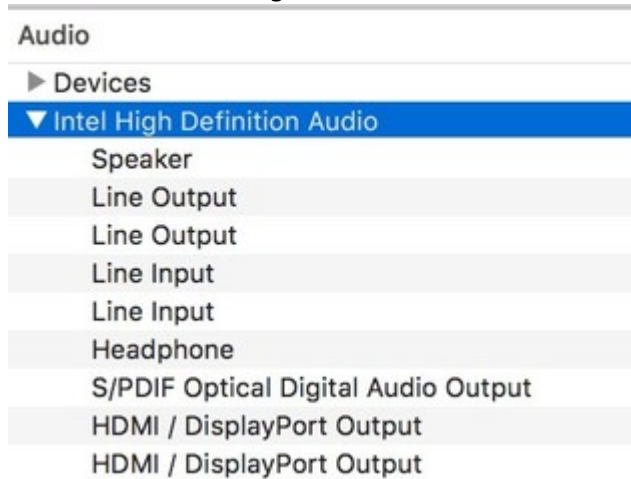 Audio
Devices
Intel High Definition Audio
Speaker
Line Output
Line Output
Line Input
Line Input
Headphone
S/PDIF Optical Digital Audio Output
HDMI / DisplayPort Output
HDMI / DisplayPort Output